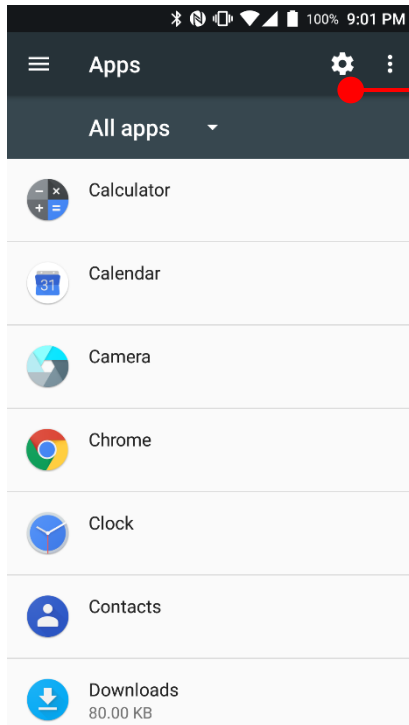 100% 9:01 PM
Apps
All apps
Calculator
31
Calendar
Camera
Chrome
Clock
Contacts
Downloads
80.00 KB